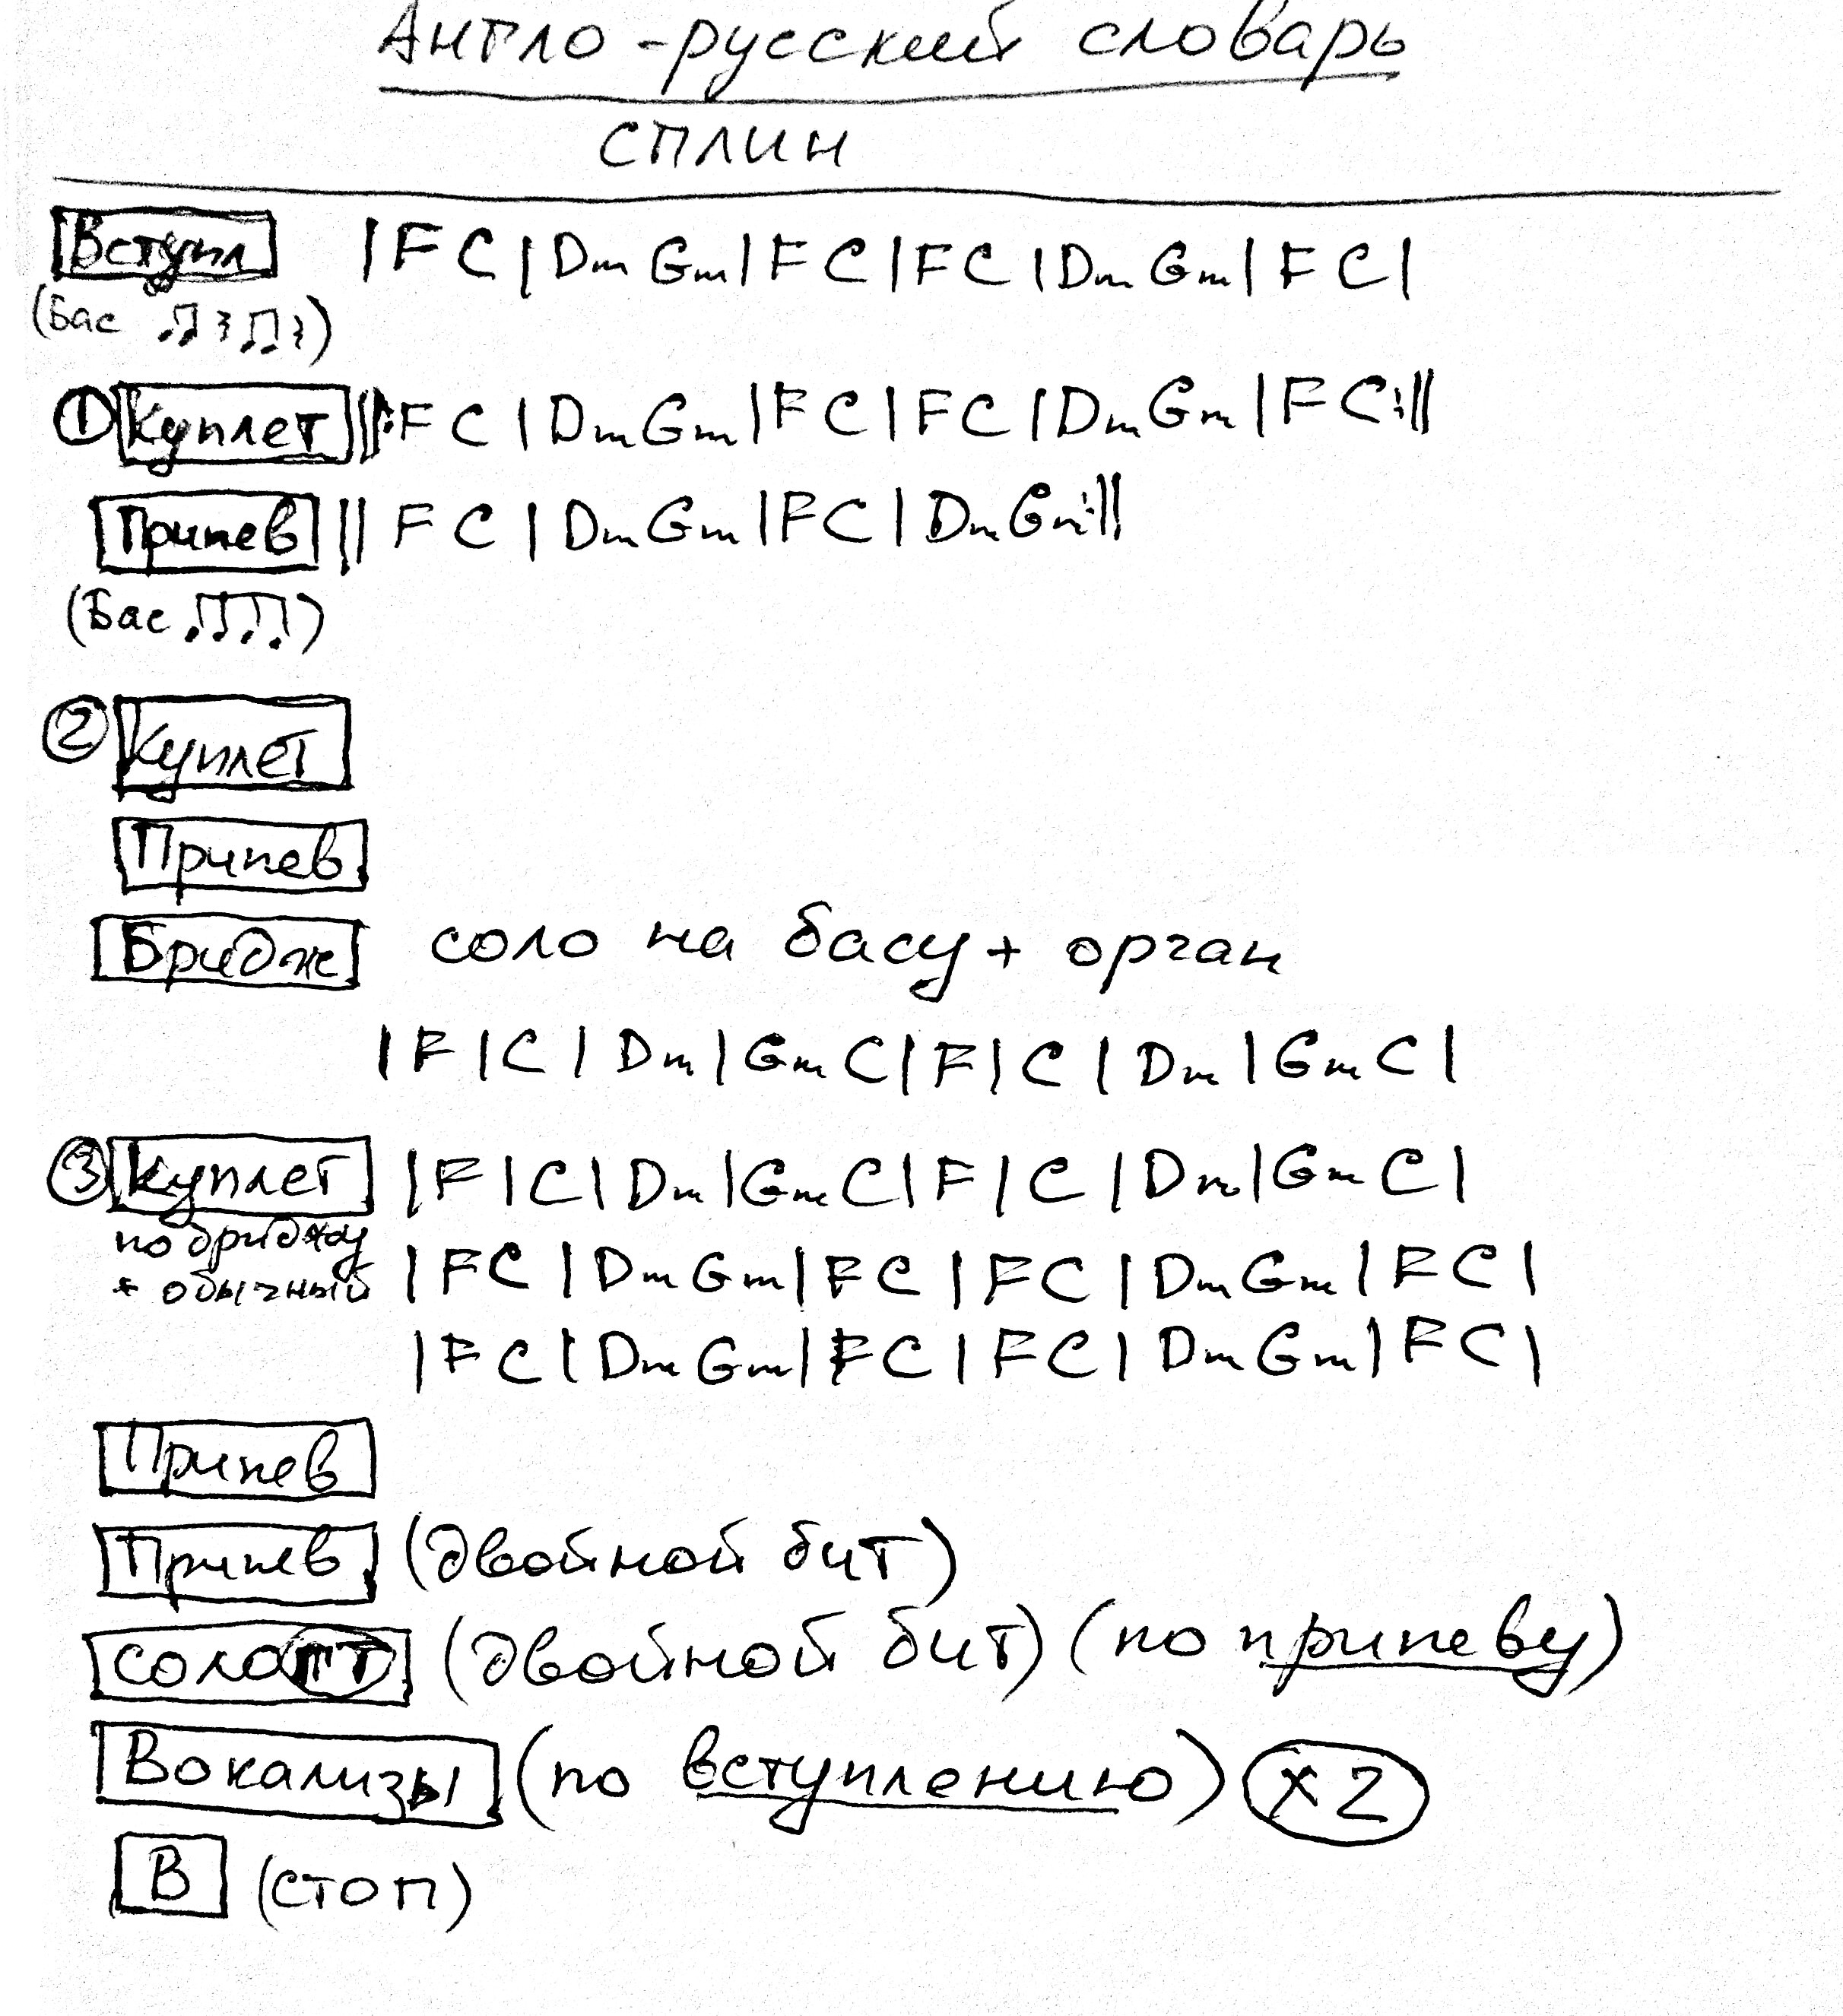 Англо-русский словарь
сплин
Вступл |F C|Dm Gm|F C|F C|Dm Gm|F C|
(Бас ♫𝄽♫𝄽)
① Куплет ||:F C|Dm Gm|F C|F C|Dm Gm|F C:||
Припев || F C|Dm Gm|F C|Dm Gm:||
(Бас ♫♫)
② Куплет
Припев
Бридж соло на басу + орган
|F|C|Dm|Gm C|F|C|Dm|Gm C|
③ Куплет |F|C|Dm|Gm C|F|C|Dm|Gm C|
по бриджу
+ обычный |F C|Dm Gm|F C|F C|Dm Gm|F C|
|F C|Dm Gm|F C|F C|Dm Gm|F C|
Припев
Припев (двойной бит)
соло (двойной бит) (по припеву)
Вокализы (по вступлению) x2
B (стоп)